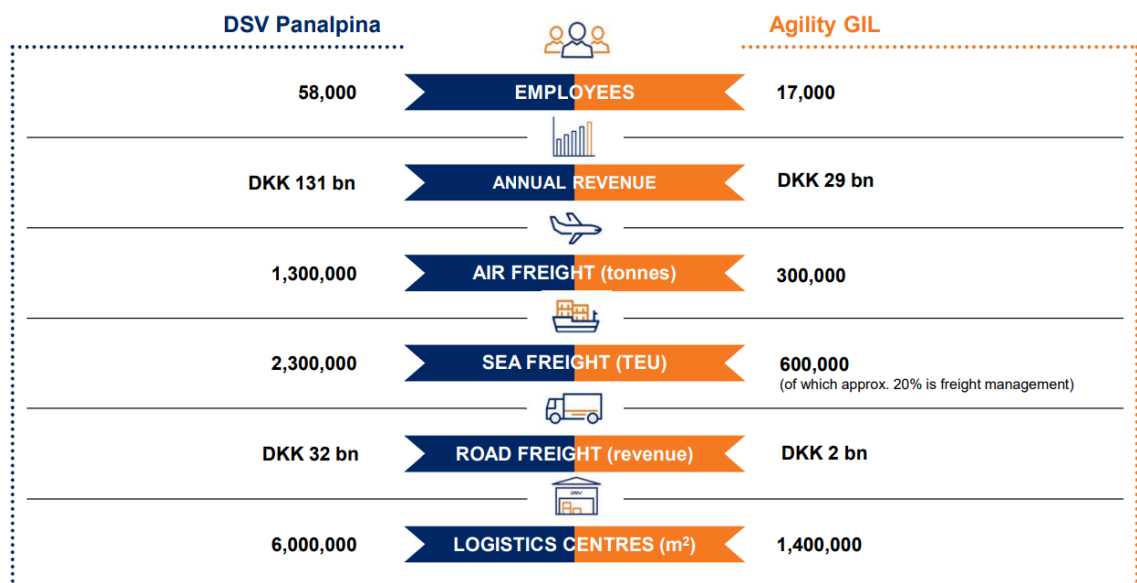 DSV Panalpina
Agility GIL
58,000
EMPLOYEES
17,000
DKK 131 bn
ANNUAL REVENUE
DKK 29 bn
1,300,000
AIR FREIGHT (tonnes)
300,000
2,300,000
SEA FREIGHT (TEU)
600,000
(of which approx. 20% is freight management)
DKK 32 bn
ROAD FREIGHT (revenue)
DKK 2 bn
DSV
6,000,000
LOGISTICS CENTRES (m²)
1,400,000